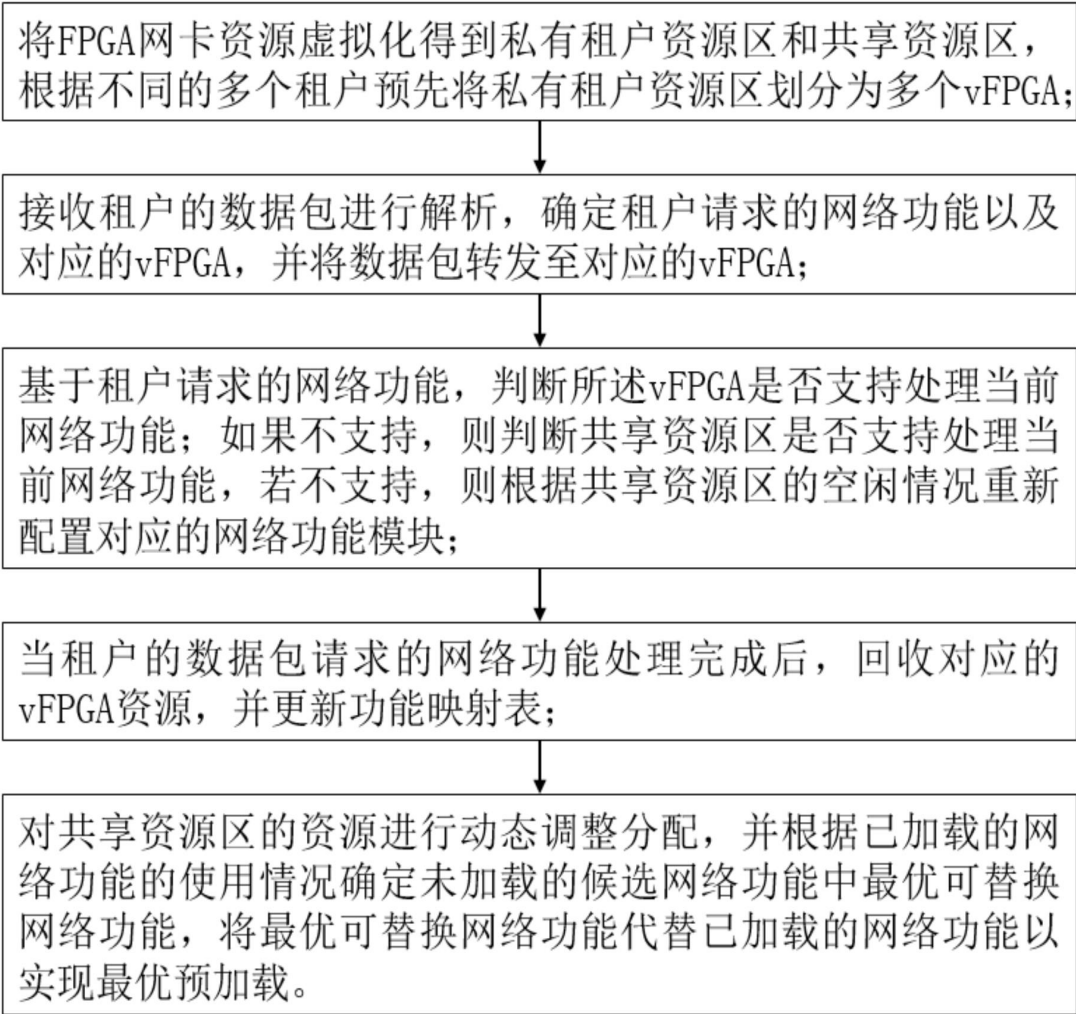 将FPGA网卡资源虚拟化得到私有租户资源区和共享资源区，
根据不同的多个租户预先将私有租户资源区划分为多个vFPGA；
接收租户的数据包进行解析，确定租户请求的网络功能以及
对应的vFPGA，并将数据包转发至对应的vFPGA；
基于租户请求的网络功能，判断所述vFPGA是否支持处理当前
网络功能；如果不支持，则判断共享资源区是否支持处理当
前网络功能，若不支持，则根据共享资源区的空闲情况重新
配置对应的网络功能模块；
当租户的数据包请求的网络功能处理完成后，回收对应的
vFPGA资源，并更新功能映射表；
对共享资源区的资源进行动态调整分配，并根据已加载的网
络功能的使用情况确定未加载的候选网络功能中最优可替换
网络功能，将最优可替换网络功能代替已加载的网络功能以
实现最优预加载。